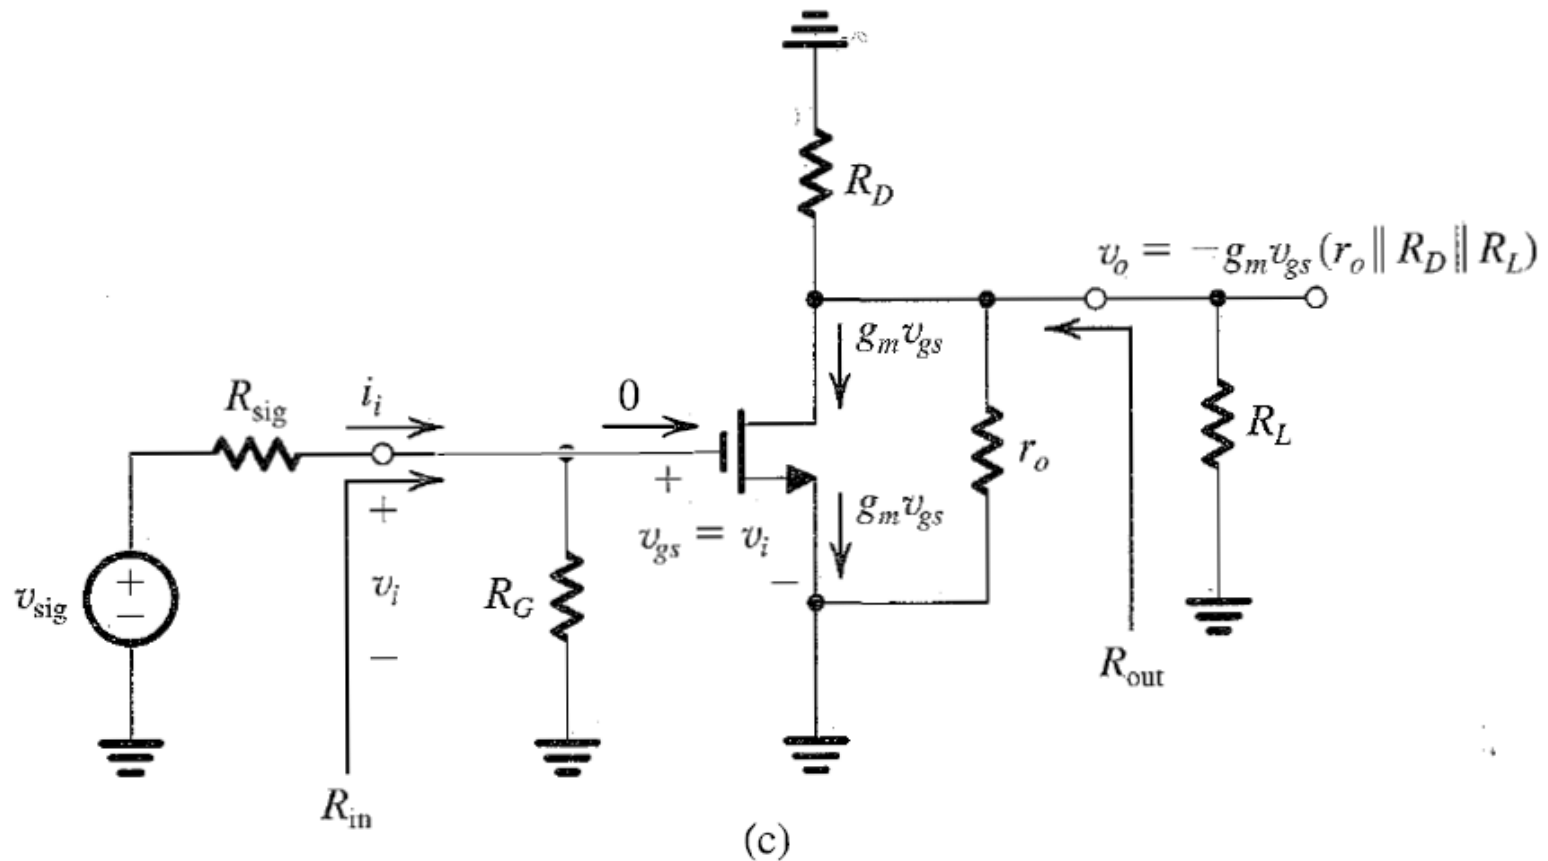 R_D
v_o = −g_m v_gs (r_o || R_D || R_L)
g_m v_gs
R_sig
i_i
0
R_L
r_o
+
+
g_m v_gs
v_gs = v_i
+
−
v_sig
−
v_i
R_G
−
R_out
R_in
(c)